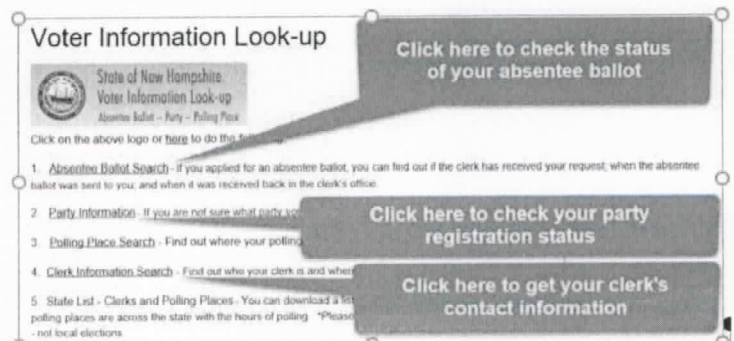 Voter Information Look-up
Click here to check the status
of your absentee ballot
State of New Hampshire
Voter Information Look-up
Absentee Ballot - Party - Polling Place
Click on the above logo or here to do the
1. Absentee Ballot Search - If you applied for an absentee ballot, you can find out if the clerk has received your request, when the absentee
ballot was sent to you, and when it was received back in the clerk's office.
2. Party Information - If you are not sure what party
Click here to check your party
registration status
3. Polling Place Search - Find out where your polling
4. Clerk Information Search - Find out who your clerk is and
Click here to get your clerk's
contact information
5. State List - Clerks and Polling Places - You can download a
polling places are across the state with the hours of polling. *Please
- not local elections